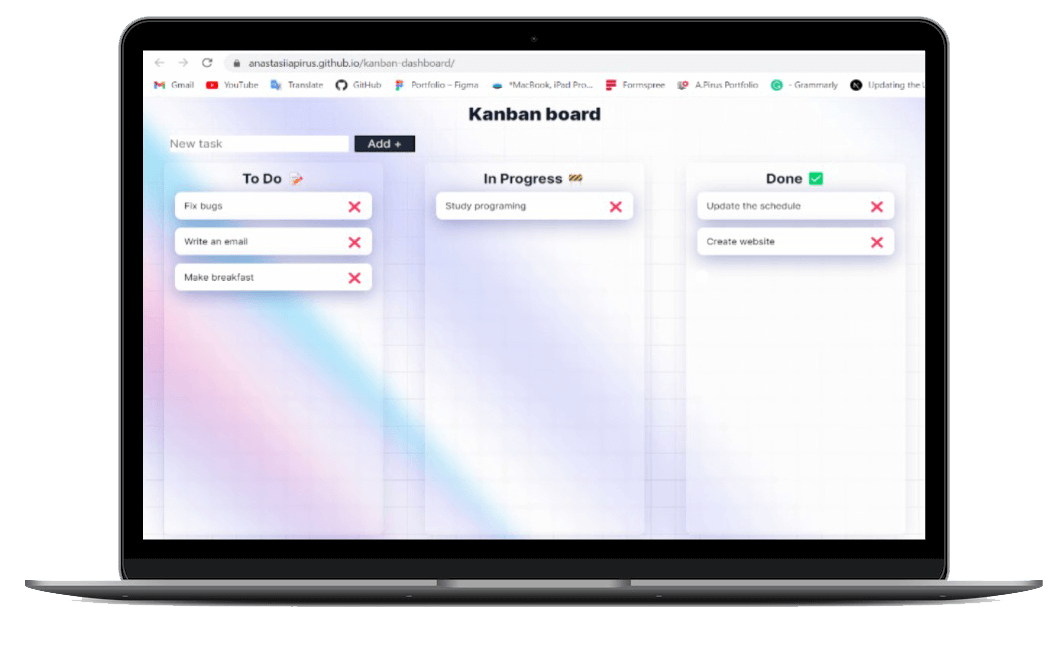 anastasiiapirus.github.io/kanban-dashboard/
Gmail YouTube Translate GitHub Portfolio – Figma *MacBook, iPad Pro... Formspree A.Pirus Portfolio - Grammarly Updating the
Kanban board
New task Add +
To Do In Progress Done
Fix bugs Study programing Update the schedule
Write an email Create website
Make breakfast